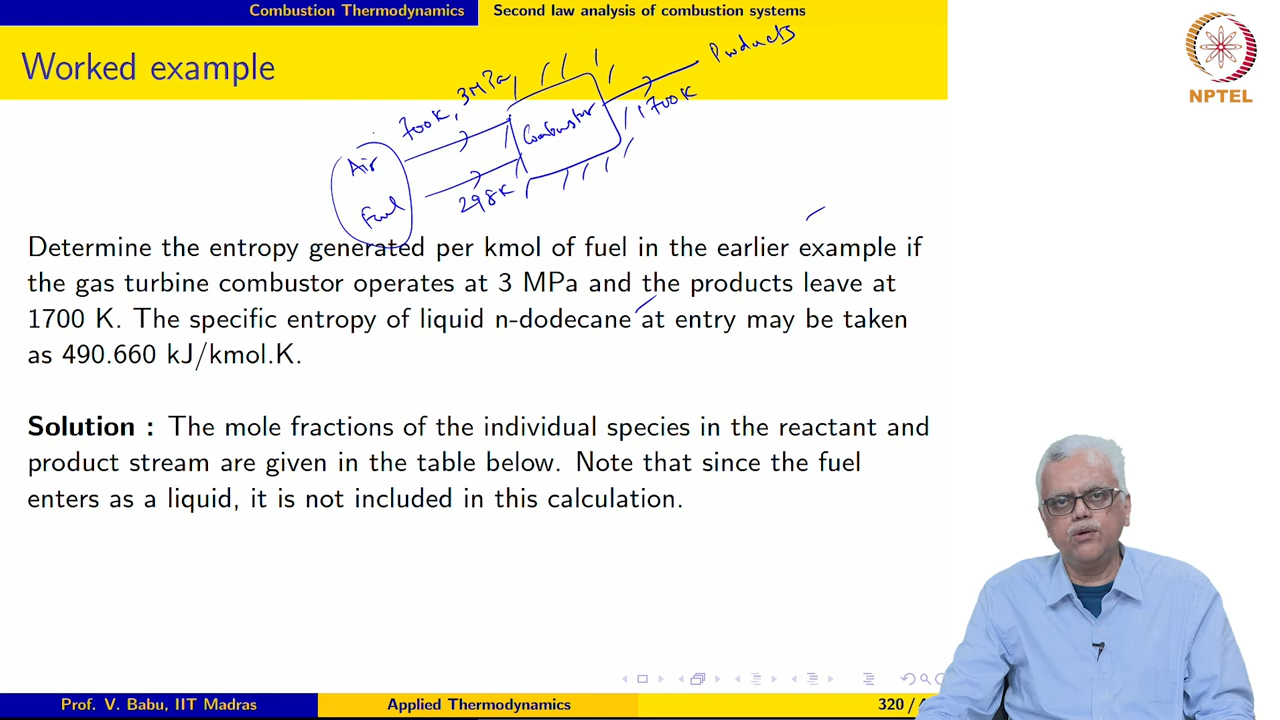 Combustion Thermodynamics Second law analysis of combustion systems
Worked example
NPTEL
Products
700K, 3MPa
Air
Combustor
1700K
Fuel
298K
Determine the entropy generated per kmol of fuel in the earlier example if
the gas turbine combustor operates at 3 MPa and the products leave at
1700 K. The specific entropy of liquid n-dodecane at entry may be taken
as 490.660 kJ/kmol.K.
Solution : The mole fractions of the individual species in the reactant and
product stream are given in the table below. Note that since the fuel
enters as a liquid, it is not included in this calculation.
Prof. V. Babu, IIT Madras Applied Thermodynamics 320 /